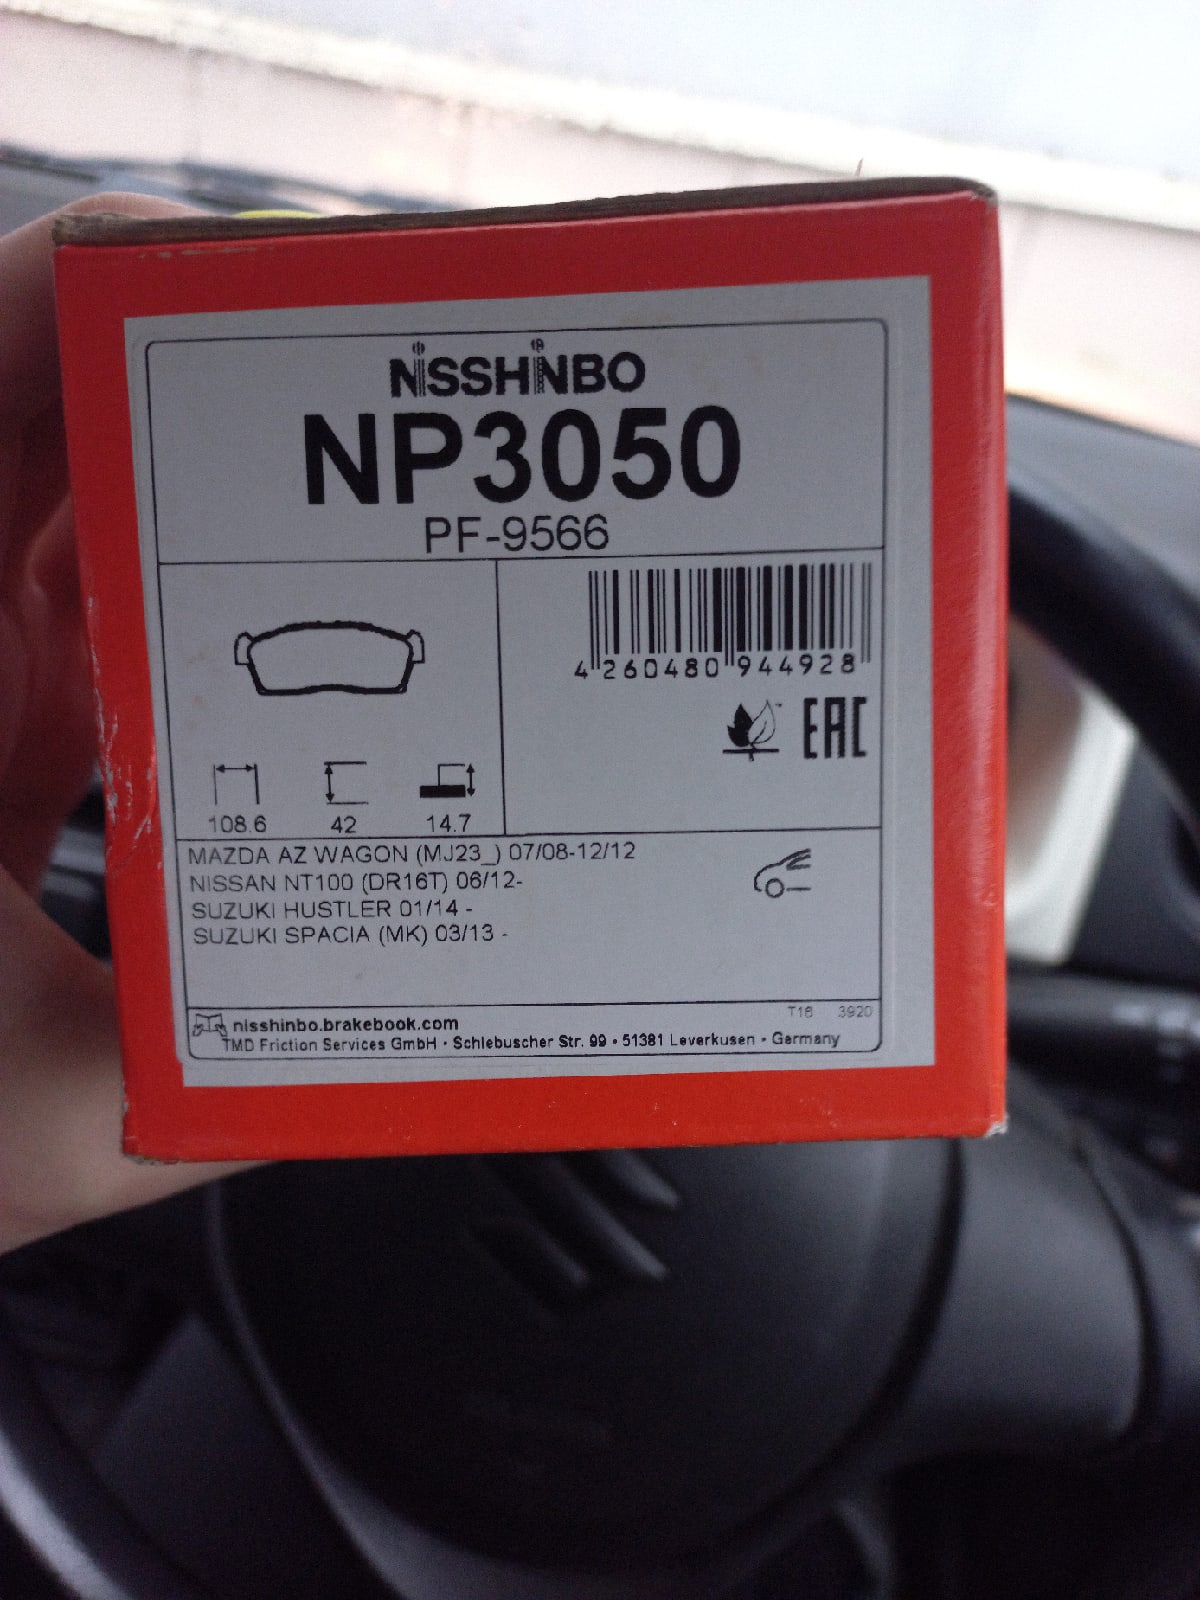 NiSSHiNBO
NP3050
PF-9566
4 260480 944928
EAC
108.6 42 14.7
MAZDA AZ WAGON (MJ23_) 07/08-12/12
NISSAN NT100 (DR16T) 06/12-
SUZUKI HUSTLER 01/14 -
SUZUKI SPACIA (MK) 03/13 -
T16 3920
nisshinbo.brakebook.com
TMD Friction Services GmbH · Schlebuscher Str. 99 • 51381 Leverkusen - Germany